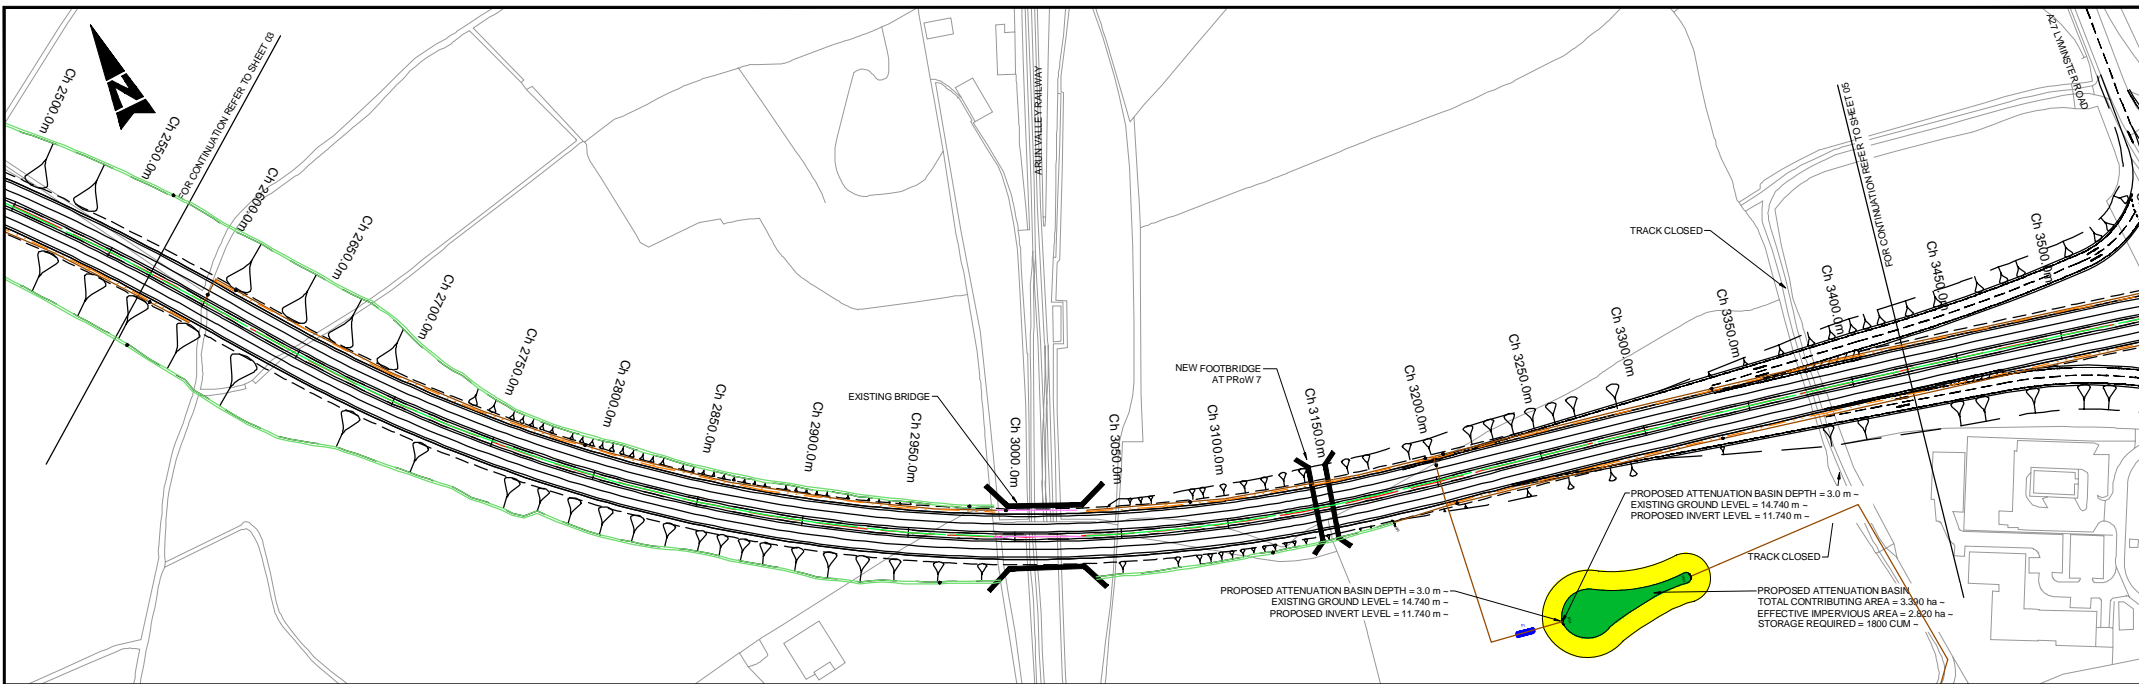 N
Ch 2500.0m
Ch 2550.0m
FOR CONTINUATION REFER TO SHEET 03
Ch 2600.0m
Ch 2650.0m
Ch 2700.0m
Ch 2750.0m
Ch 2800.0m
Ch 2850.0m
Ch 2900.0m
Ch 2950.0m
EXISTING BRIDGE
Ch 3000.0m
ARUN VALLEY RAILWAY
Ch 3050.0m
Ch 3100.0m
NEW FOOTBRIDGE
AT PRoW 7
Ch 3150.0m
Ch 3200.0m
Ch 3250.0m
Ch 3300.0m
Ch 3350.0m
TRACK CLOSED
Ch 3400.0m
FOR CONTINUATION REFER TO SHEET 05
Ch 3450.0m
Ch 3500.0m
A27 LYMINSTER ROAD
PROPOSED ATTENUATION BASIN DEPTH = 3.0 m ~
EXISTING GROUND LEVEL = 14.740 m ~
PROPOSED INVERT LEVEL = 11.740 m ~
TRACK CLOSED
PROPOSED ATTENUATION BASIN DEPTH = 3.0 m ~
EXISTING GROUND LEVEL = 14.740 m ~
PROPOSED INVERT LEVEL = 11.740 m ~
PROPOSED ATTENUATION BASIN
TOTAL CONTRIBUTING AREA = 3.390 ha ~
EFFECTIVE IMPERVIOUS AREA = 2.820 ha ~
STORAGE REQUIRED = 1800 CUM ~